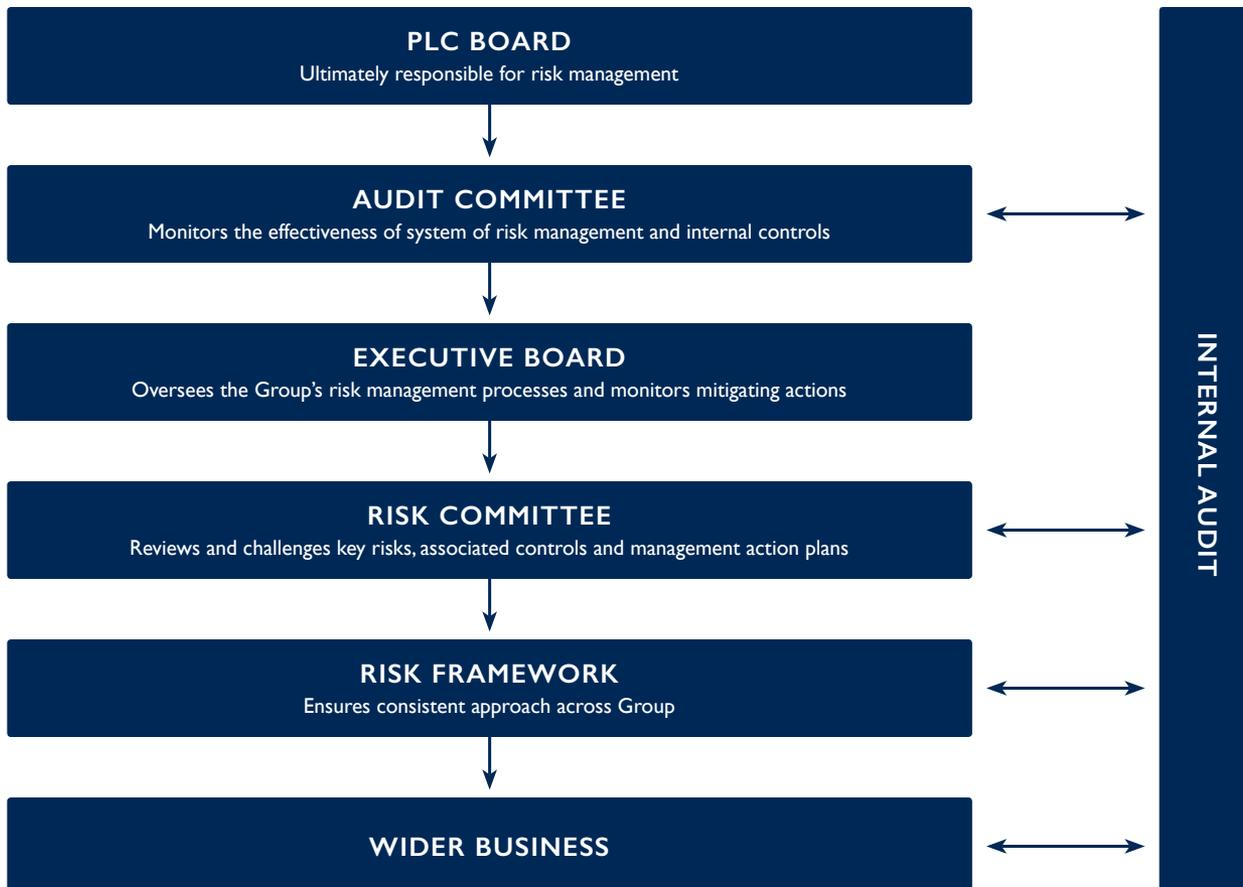 PLC BOARD
Ultimately responsible for risk management
AUDIT COMMITTEE
Monitors the effectiveness of system of risk management and internal controls
EXECUTIVE BOARD
Oversees the Group’s risk management processes and monitors mitigating actions
RISK COMMITTEE
Reviews and challenges key risks, associated controls and management action plans
RISK FRAMEWORK
Ensures consistent approach across Group
WIDER BUSINESS
INTERNAL AUDIT